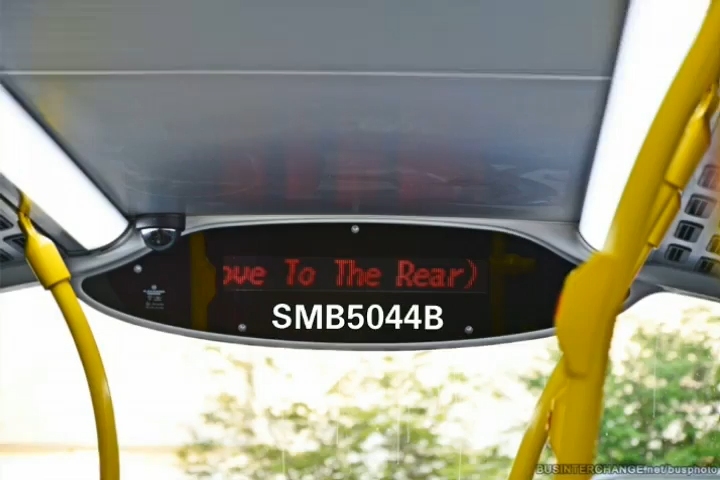 ove To The Rear)
SMB5044B
BUSINTERCHANGE.net/busphoto